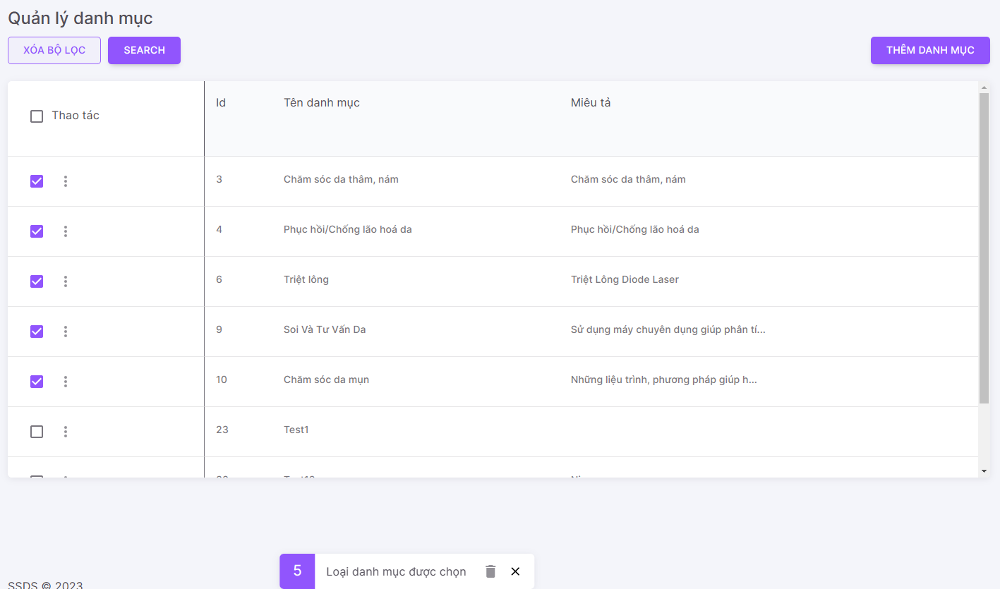 Quản lý danh mục
XÓA BỘ LỌC SEARCH THÊM DANH MỤC
Thao tác Id Tên danh mục Miêu tả
3 Chăm sóc da thâm, nám Chăm sóc da thâm, nám
4 Phục hồi/Chống lão hoá da Phục hồi/Chống lão hoá da
6 Triệt lông Triệt Lông Diode Laser
9 Soi Và Tư Vấn Da Sử dụng máy chuyên dụng giúp phân tí...
10 Chăm sóc da mụn Những liệu trình, phương pháp giúp h...
23 Test1
5 Loại danh mục được chọn
SSDS © 2023